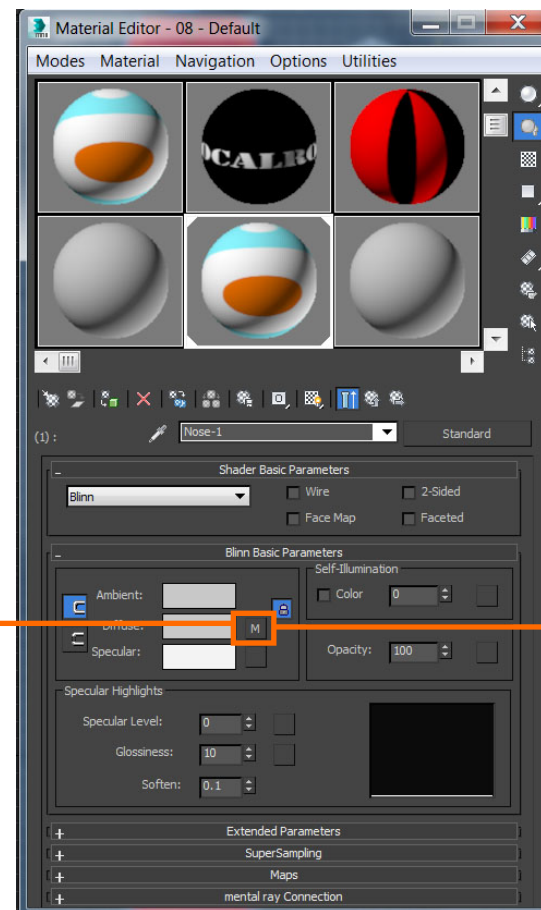 Material Editor - 08 - Default
Modes Material Navigation Options Utilities
OCALRO
(1) : Nose-1 Standard
- Shader Basic Parameters
Blinn Wire 2-Sided
Face Map Faceted
- Blinn Basic Parameters
Self-Illumination
Ambient: Color 0
Diffuse: M
Specular: Opacity: 100
Specular Highlights
Specular Level: 0
Glossiness: 10
Soften: 0.1
+ Extended Parameters
+ SuperSampling
+ Maps
+ mental ray Connection